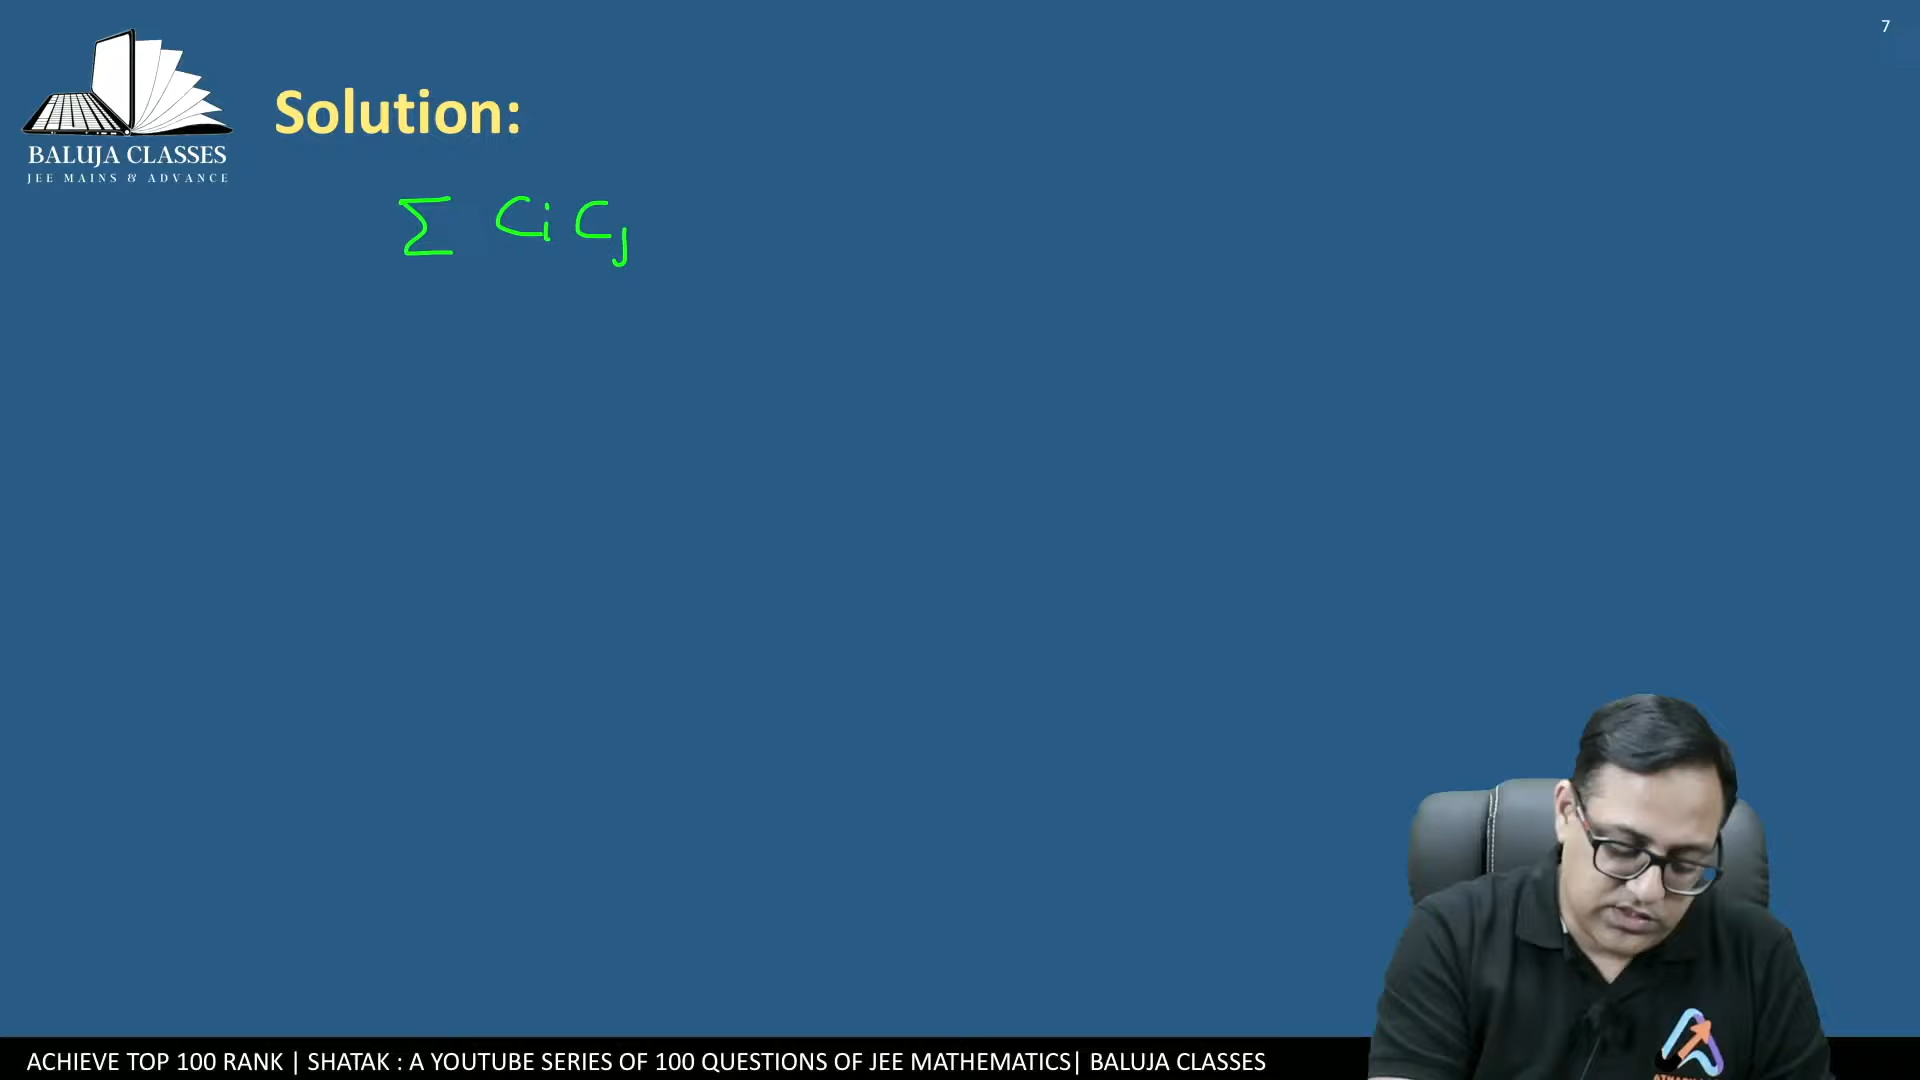 7
BALUJA CLASSES
JEE MAINS & ADVANCE
Solution:
∑ Ci Cj
ACHIEVE TOP 100 RANK | SHATAK : A YOUTUBE SERIES OF 100 QUESTIONS OF JEE MATHEMATICS| BALUJA CLASSES